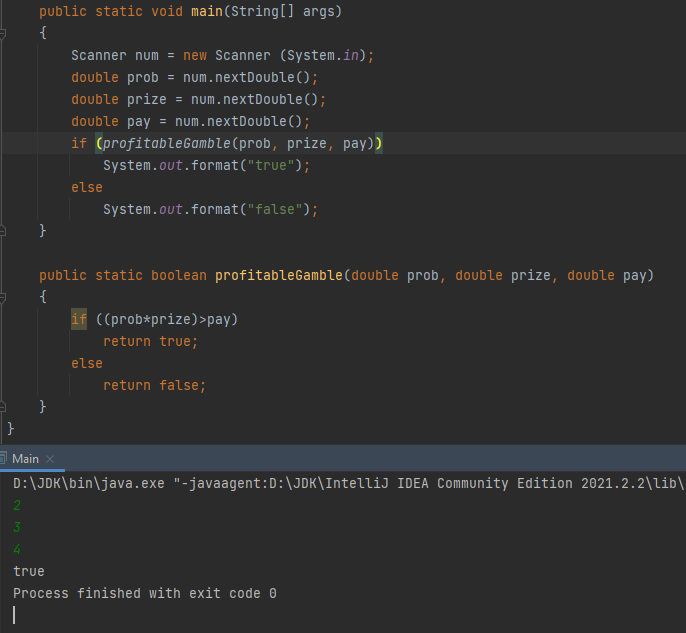 public static void main(String[] args)
{
Scanner num = new Scanner (System.in);
double prob = num.nextDouble();
double prize = num.nextDouble();
double pay = num.nextDouble();
if (profitableGamble(prob, prize, pay))
System.out.format("true");
else
System.out.format("false");
}
public static boolean profitableGamble(double prob, double prize, double pay)
{
if ((prob*prize)>pay)
return true;
else
return false;
}
}
Main
D:\JDK\bin\java.exe "-javaagent:D:\JDK\IntelliJ IDEA Community Edition 2021.2.2\lib\
2
3
4
true
Process finished with exit code 0